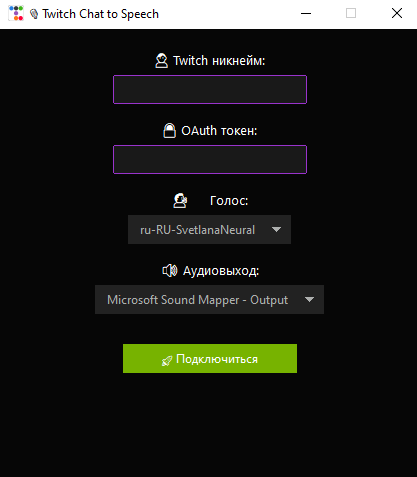 Twitch Chat to Speech
Twitch никнейм:
OAuth токен:
Голос:
ru-RU-SvetlanaNeural
Аудиовыход:
Microsoft Sound Mapper - Output
Подключиться